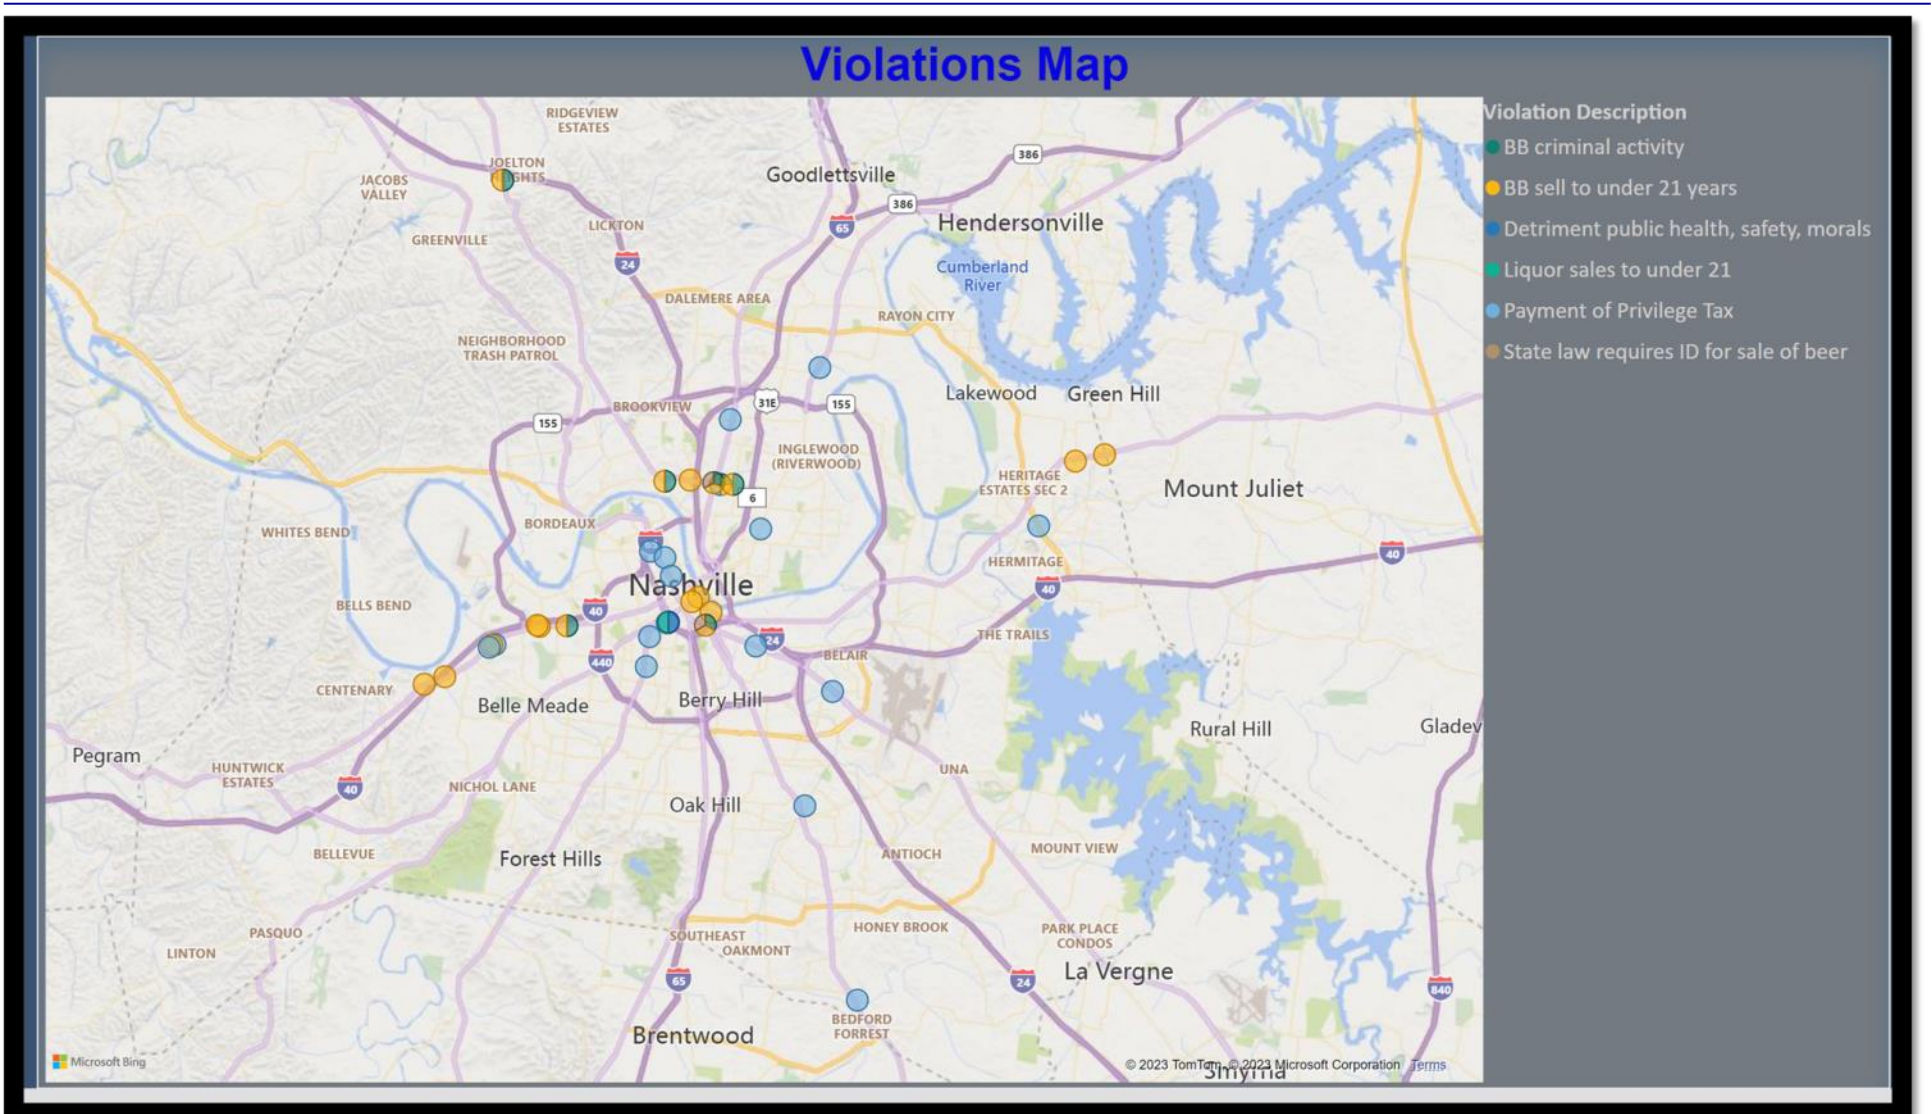 Violations Map
Violation Description
BB criminal activity
BB sell to under 21 years
Detriment public health, safety, morals
Liquor sales to under 21
Payment of Privilege Tax
State law requires ID for sale of beer
RIDGEVIEW
ESTATES
386
JOELTON
Goodlettsville
JACOBS
VALLEY
386
LICKTON
65
Hendersonville
GREENVILLE
24
Cumberland
River
DALEMERE AREA
RAYON CITY
NEIGHBORHOOD
TRASH PATROL
Lakewood
Green Hill
BROOKVIEW
31E
155
155
INGLEWOOD
(RIVERWOOD)
HERITAGE
ESTATES SEC 2
Mount Juliet
6
BORDEAUX
WHITES BEND
40
HERMITAGE
Nashville
40
BELLS BEND
40
THE TRAILS
24
BELAIR
440
CENTENARY
Belle Meade
Berry Hill
Rural Hill
Gladev
Pegram
HUNTWICK
ESTATES
UNA
40
NICHOL LANE
Oak Hill
BELLEVUE
Forest Hills
ANTIOCH
MOUNT VIEW
PASQUO
SOUTHEAST
OAKMONT
HONEY BROOK
PARK PLACE
CONDOS
LINTON
La Vergne
65
24
840
BEDFORD
FORREST
Brentwood
Microsoft Bing
© 2023 TomTom, © 2023 Microsoft Corporation Terms
Smyrna